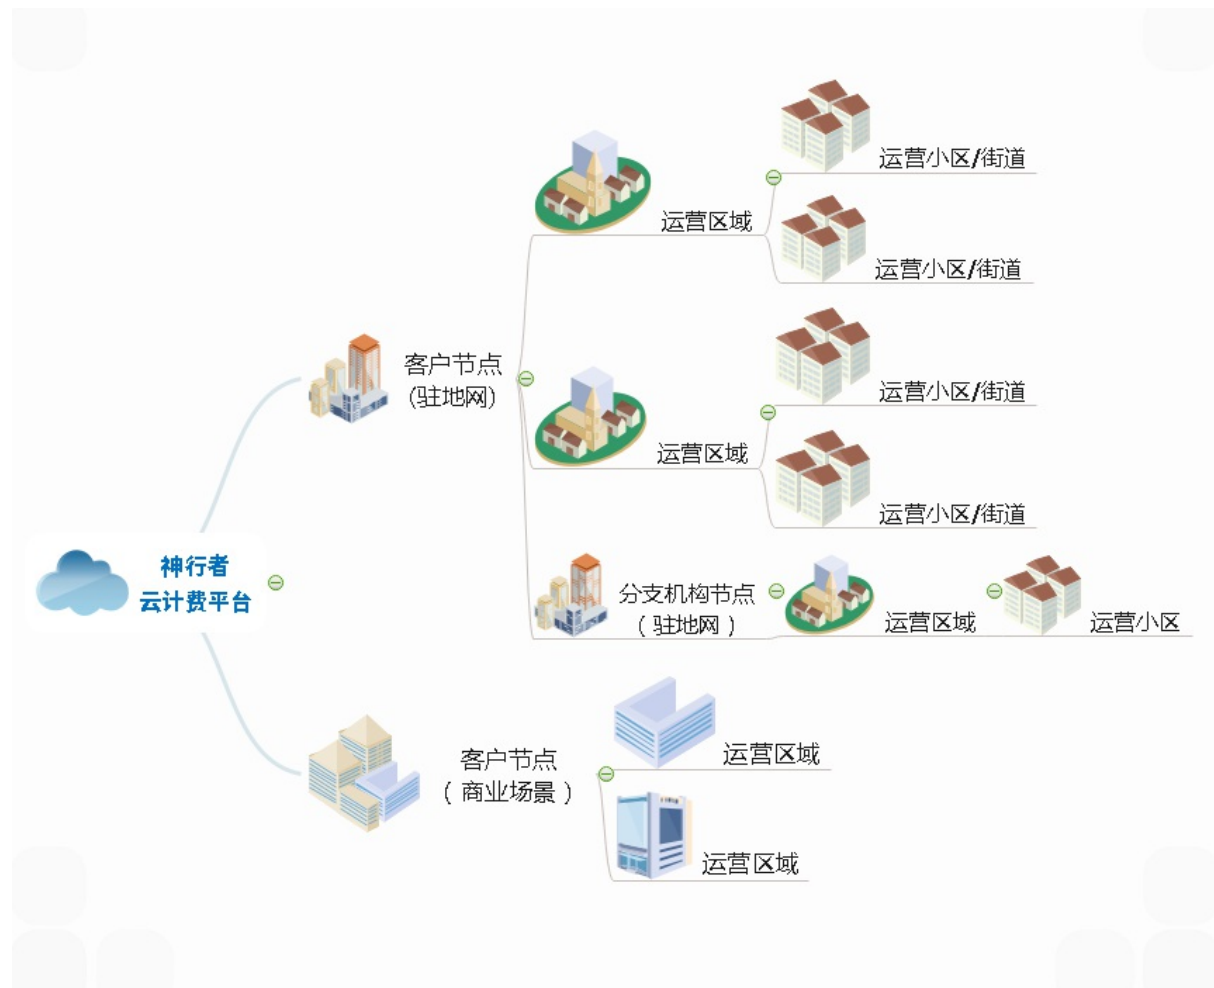 运营小区/街道
运营区域
运营小区/街道
客户节点
(驻地网)
运营小区/街道
运营区域
运营小区/街道
神行者
云计费平台
分支机构节点
（驻地网）
运营区域
运营小区
客户节点
（商业场景）
运营区域
运营区域